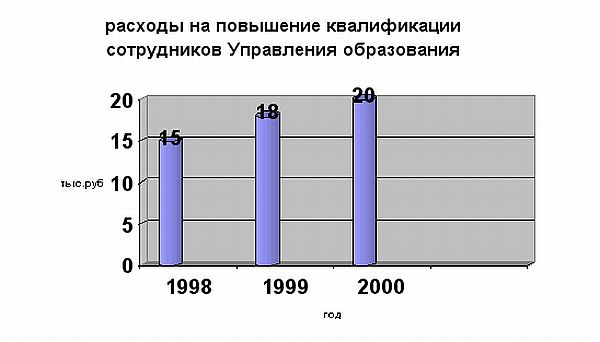 расходы на повышение квалификации
сотрудников Управления образования
20
15
10
5
0
тыс.руб
15
18
20
1998
1999
2000
год